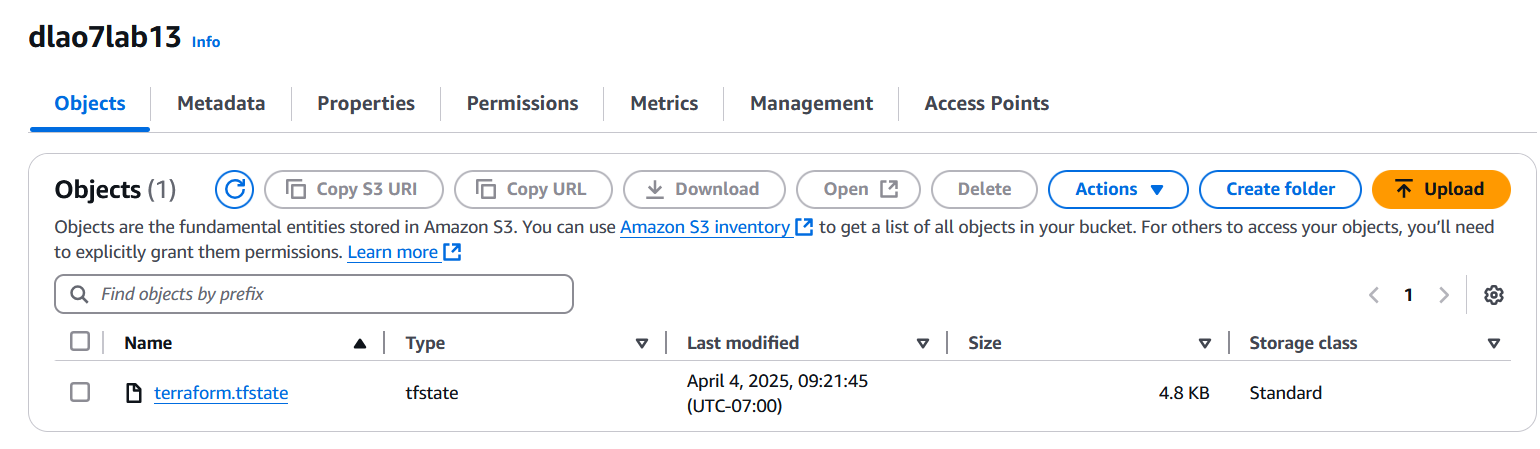 dlao7lab13 Info
Objects Metadata Properties Permissions Metrics Management Access Points
Objects (1) Copy S3 URI Copy URL Download Open Delete Actions Create folder Upload
Objects are the fundamental entities stored in Amazon S3. You can use Amazon S3 inventory to get a list of all objects in your bucket. For others to access your objects, you’ll need
to explicitly grant them permissions. Learn more
Find objects by prefix
1
Name Type Last modified Size Storage class
terraform.tfstate tfstate April 4, 2025, 09:21:45 4.8 KB Standard
(UTC-07:00)